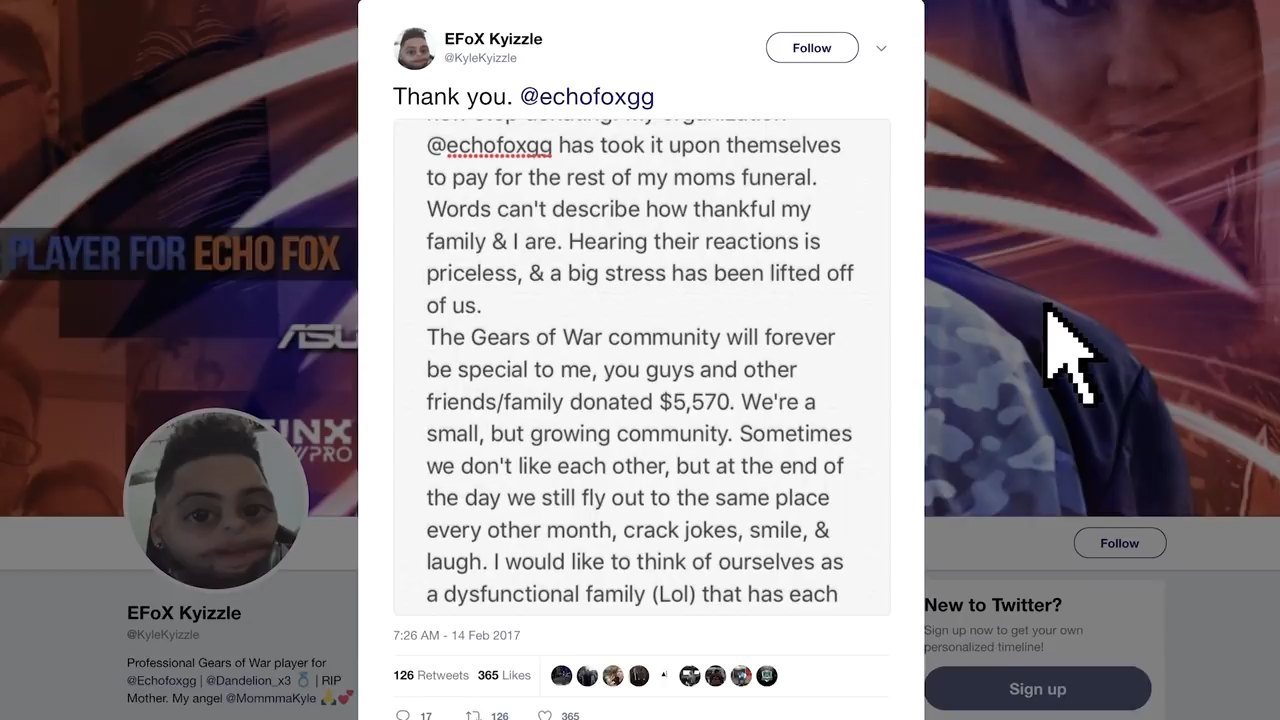 EFoX Kyizzle
@KyleKyizzle
Follow
Thank you. @echofoxgg
@echofoxgg has took it upon themselves
to pay for the rest of my moms funeral.
Words can't describe how thankful my
family & I are. Hearing their reactions is
priceless, & a big stress has been lifted off
of us.
The Gears of War community will forever
be special to me, you guys and other
friends/family donated $5,570. We're a
small, but growing community. Sometimes
we don't like each other, but at the end of
the day we still fly out to the same place
every other month, crack jokes, smile, &
laugh. I would like to think of ourselves as
a dysfunctional family (Lol) that has each
7:26 AM - 14 Feb 2017
126 Retweets 365 Likes
17 126 365
PLAYER FOR ECHO FOX
ASU
INX
PRO
EFoX Kyizzle
@KyleKyizzle
Professional Gears of War player for
@Echofoxgg | @Dandelion_x3 💍 | RIP
Mother. My angel @MommmaKyle 🙏💕
Follow
New to Twitter?
Sign up now to get your own
personalized timeline!
Sign up